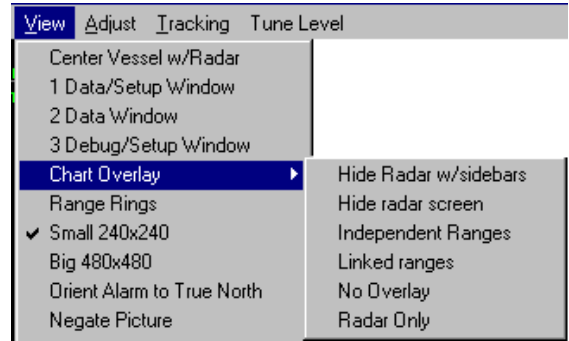 View Adjust Tracking Tune Level
Center Vessel w/Radar
1 Data/Setup Window
2 Data Window
3 Debug/Setup Window
Chart Overlay
Range Rings
Small 240x240
Big 480x480
Orient Alarm to True North
Negate Picture
Hide Radar w/sidebars
Hide radar screen
Independent Ranges
Linked ranges
No Overlay
Radar Only